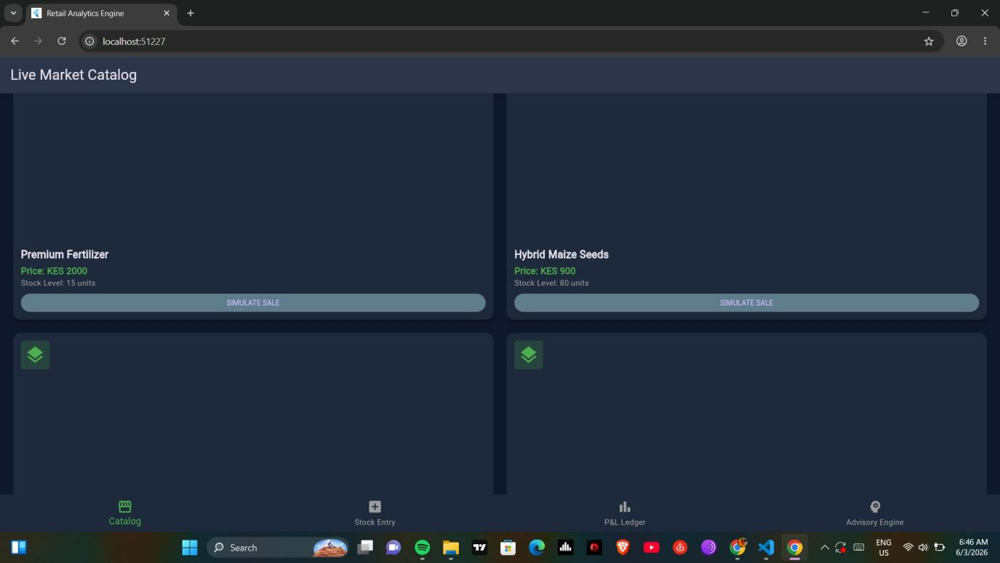 Retail Analytics Engine
localhost:51227
Live Market Catalog
Premium Fertilizer
Price: KES 2000
Stock Level: 15 units
SIMULATE SALE
Hybrid Maize Seeds
Price: KES 900
Stock Level: 80 units
SIMULATE SALE
Catalog
Stock Entry
P&L Ledger
Advisory Engine
Search
ENG
US
6:46 AM
6/3/2026